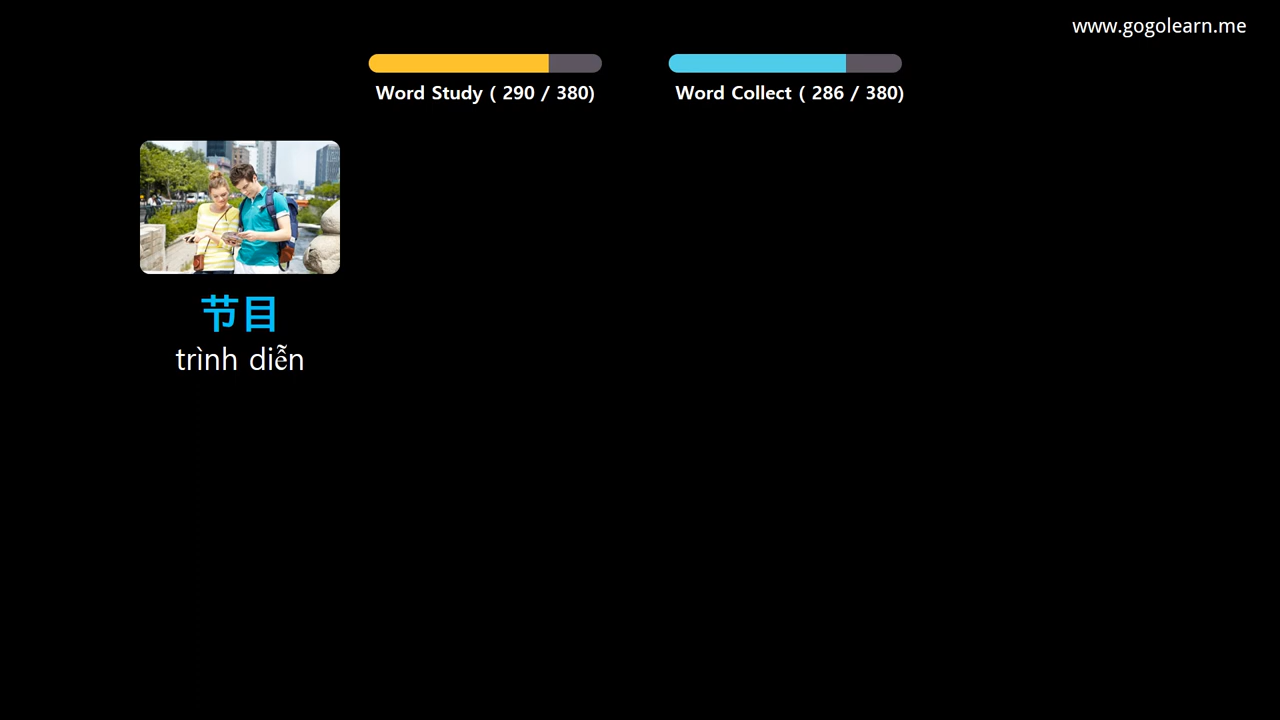 www.gogolearn.me
Word Study ( 290 / 380)
Word Collect ( 286 / 380)
节目
trình diễn